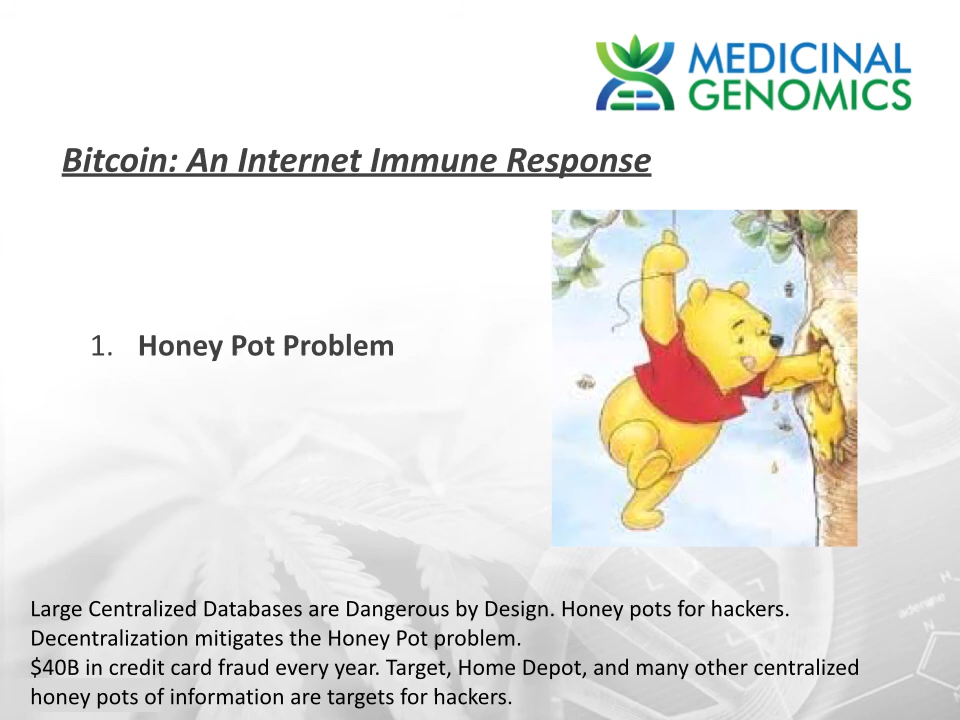 MEDICINAL
GENOMICS
Bitcoin: An Internet Immune Response
1. Honey Pot Problem
adenine
Large Centralized Databases are Dangerous by Design. Honey pots for hackers.
Decentralization mitigates the Honey Pot problem.
$40B in credit card fraud every year. Target, Home Depot, and many other centralized
honey pots of information are targets for hackers.